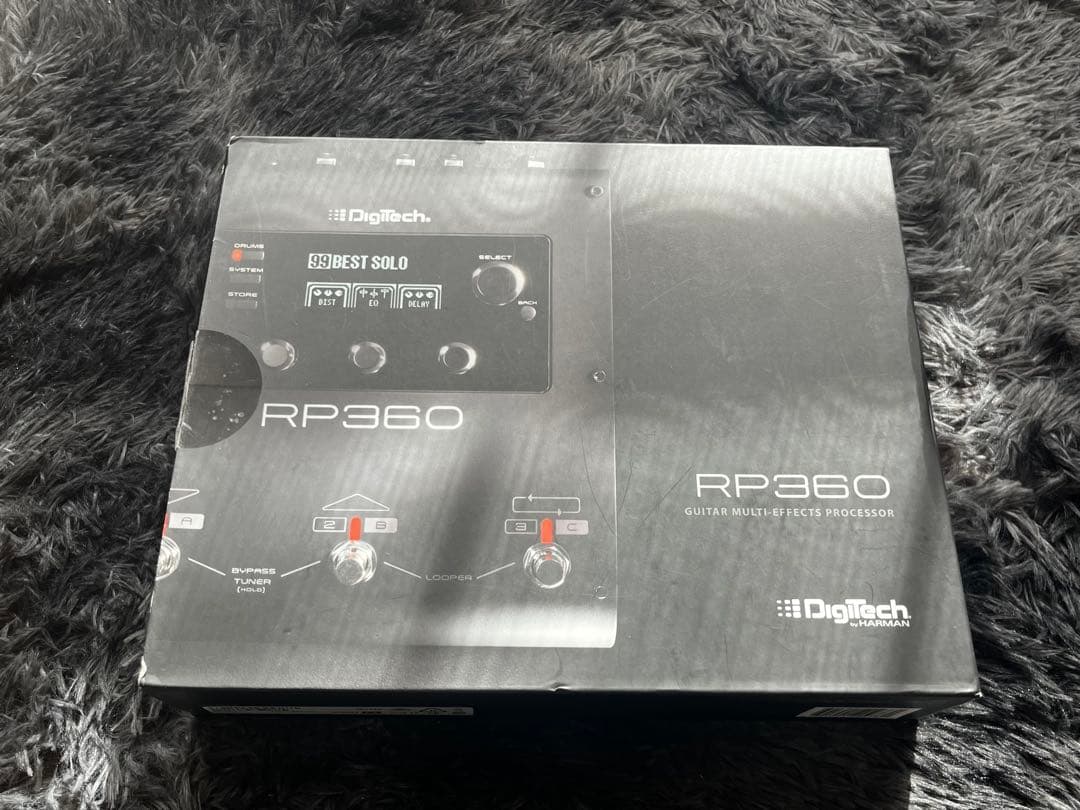 DigiTech.
DRUMS
SYSTEM
STORE
99 BEST SOLO
DIST EQ DELAY
SELECT
BACK
RP360
A
2 B
3 C
BYPASS
TUNER
(HOLD)
LOOPER
RP360
GUITAR MULTI-EFFECTS PROCESSOR
DigiTech.
by HARMAN